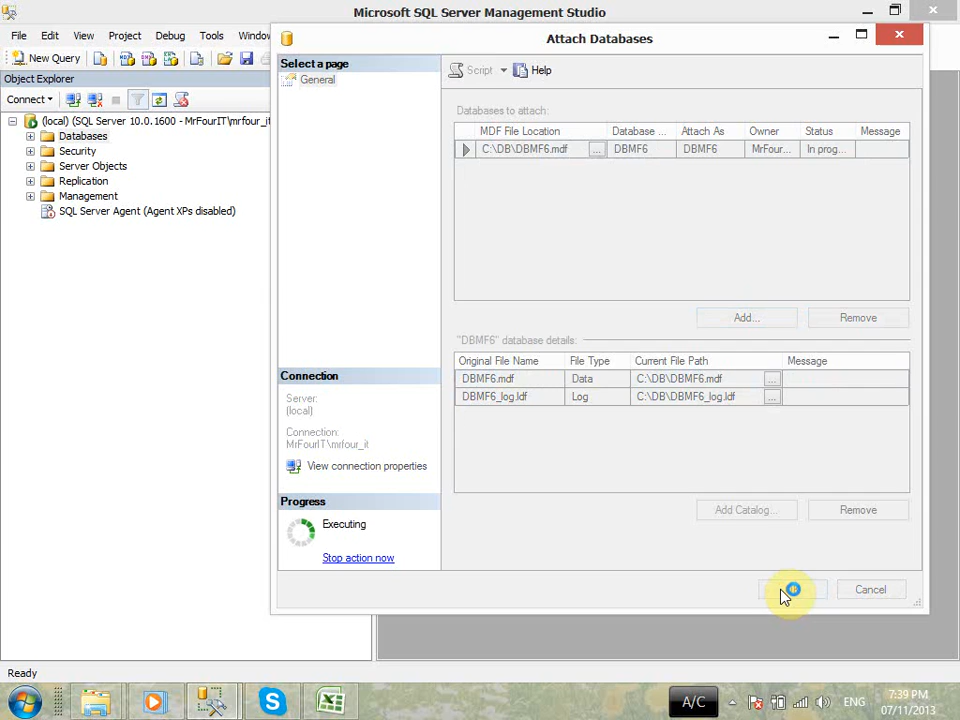 Microsoft SQL Server Management Studio
File Edit View Project Debug Tools Window
New Query
Object Explorer
Connect
(local) (SQL Server 10.0.1600 - MrFourIT\mrfour_it
Databases
Security
Server Objects
Replication
Management
SQL Server Agent (Agent XPs disabled)
Attach Databases
Select a page
General
Script Help
Databases to attach:
MDF File Location Database ... Attach As Owner Status Message
C:\DB\DBMF6.mdf ... DBMF6 DBMF6 MrFour... In prog...
Add... Remove
"DBMF6" database details:
Original File Name File Type Current File Path Message
DBMF6.mdf Data C:\DB\DBMF6.mdf ...
DBMF6_log.ldf Log C:\DB\DBMF6_log.ldf ...
Add Catalog... Remove
Connection
Server:
(local)
Connection:
MrFourIT\mrfour_it
View connection properties
Progress
Executing
Stop action now
Cancel
Ready
A/C ENG 7:39 PM
07/11/2013